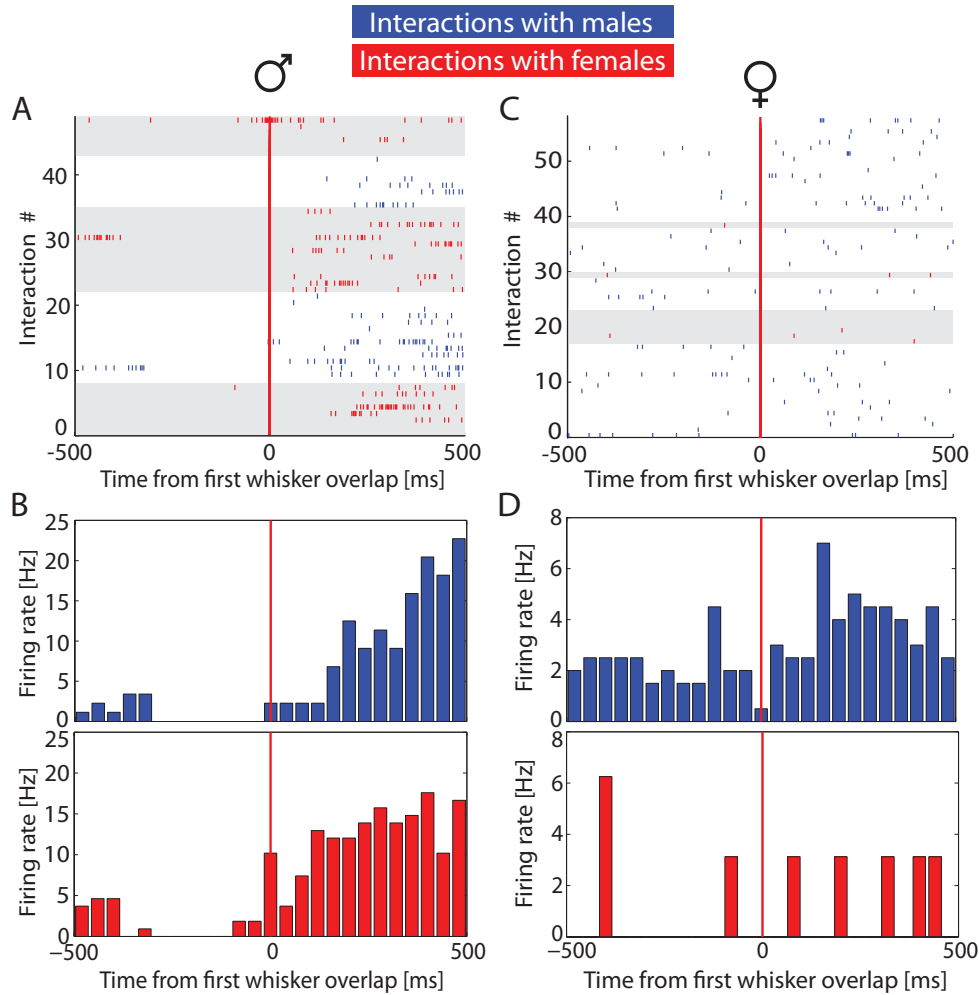 Interactions with males
Interactions with females
♂
♀
A
Interaction #
40
30
20
10
0
-500
0
500
Time from first whisker overlap [ms]
C
Interaction #
50
40
30
20
10
0
-500
0
500
Time from first whisker overlap [ms]
B
Firing rate [Hz]
25
20
15
10
5
0
Firing rate [Hz]
25
20
15
10
5
0
-500
0
500
Time from first whisker overlap [ms]
D
Firing rate [Hz]
8
6
4
2
0
Firing rate [Hz]
8
6
4
2
0
−500
0
500
Time from first whisker overlap [ms]